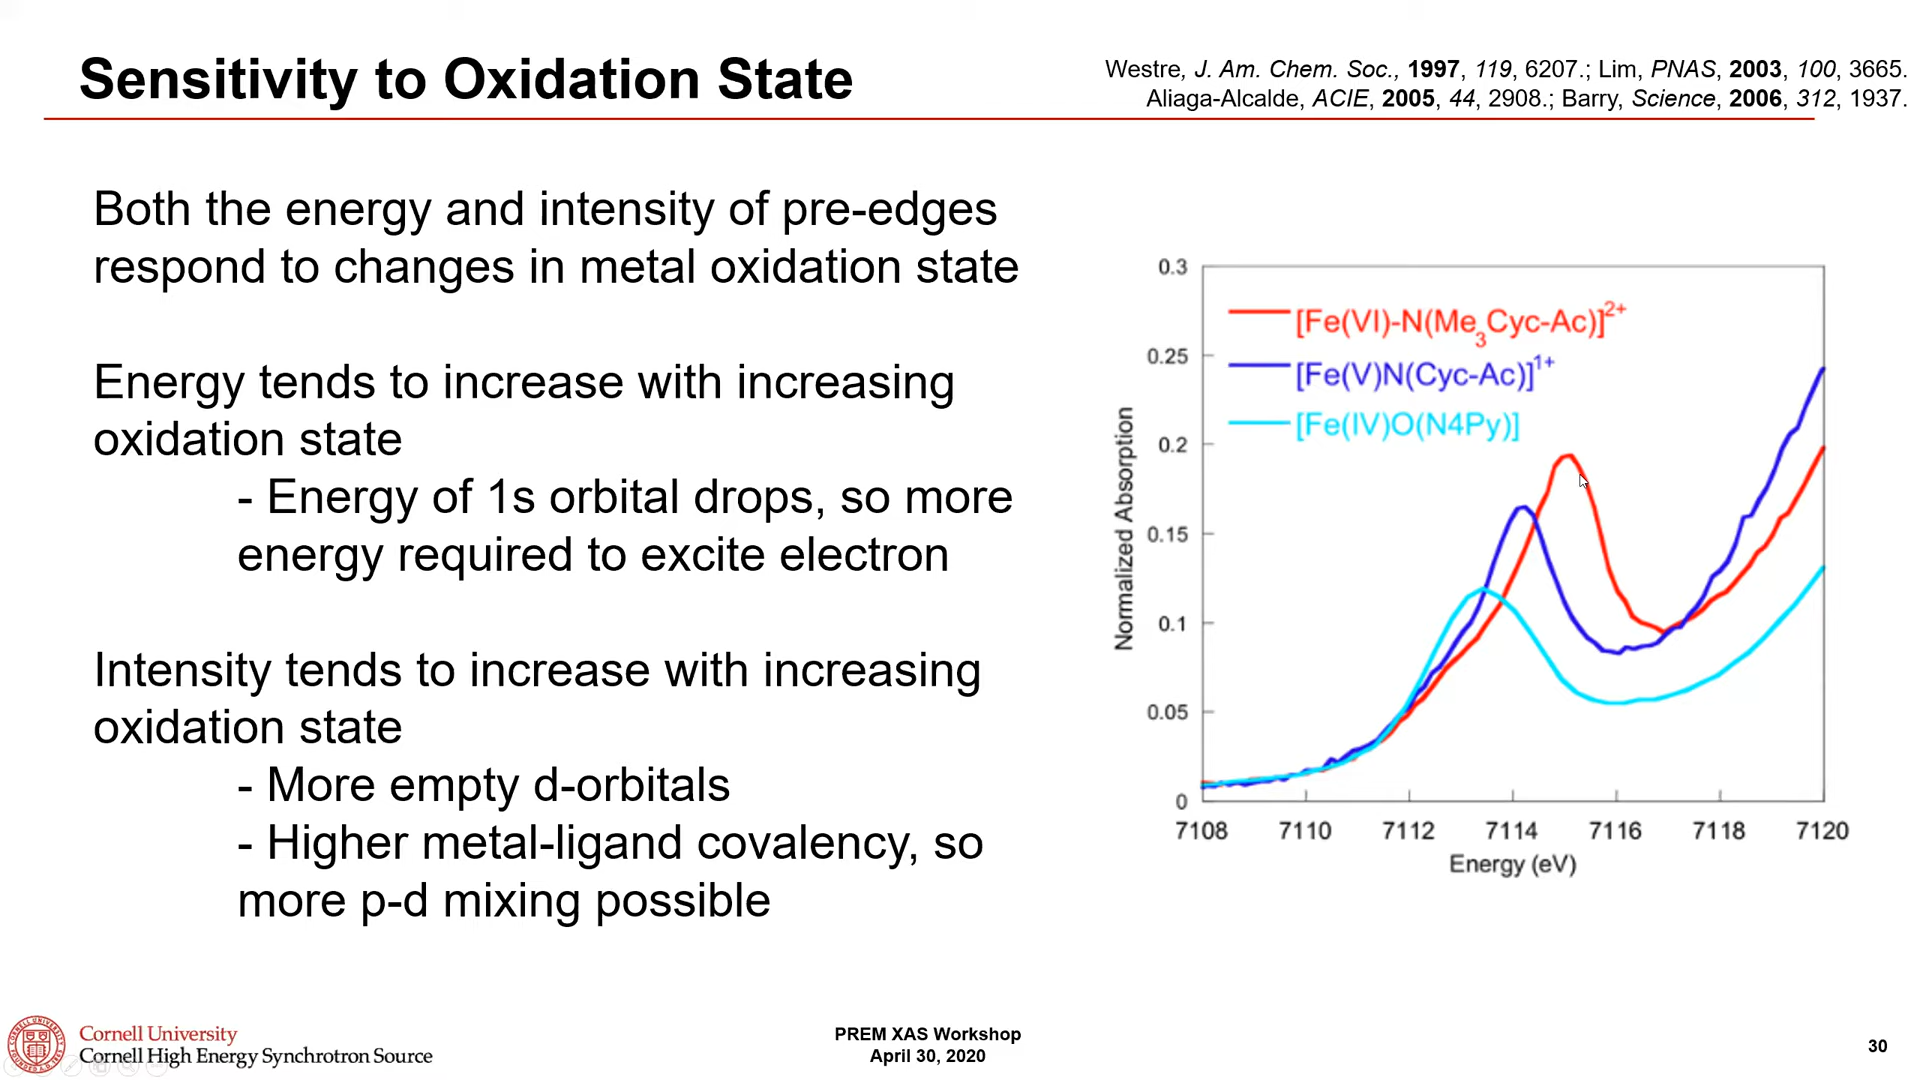 Sensitivity to Oxidation State
Westre, J. Am. Chem. Soc., 1997, 119, 6207.; Lim, PNAS, 2003, 100, 3665.
Aliaga-Alcalde, ACIE, 2005, 44, 2908.; Barry, Science, 2006, 312, 1937.
Both the energy and intensity of pre-edges
respond to changes in metal oxidation state
Energy tends to increase with increasing
oxidation state
- Energy of 1s orbital drops, so more
energy required to excite electron
Intensity tends to increase with increasing
oxidation state
- More empty d-orbitals
- Higher metal-ligand covalency, so
more p-d mixing possible
[Fe(VI)-N(Me3Cyc-Ac)]2+
[Fe(V)N(Cyc-Ac)]1+
[Fe(IV)O(N4Py)]
Normalized Absorption
0.3
0.25
0.2
0.15
0.1
0.05
0
7108 7110 7112 7114 7116 7118 7120
Energy (eV)
Cornell University
Cornell High Energy Synchrotron Source
PREM XAS Workshop
April 30, 2020
30